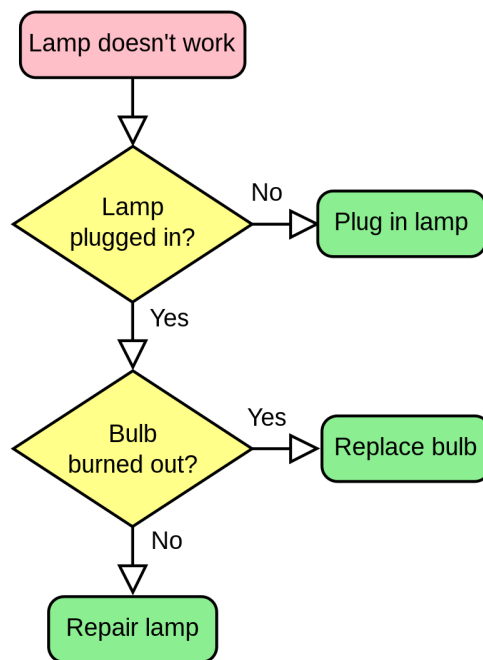 Lamp doesn't work
Lamp
plugged in?
No
Plug in lamp
Yes
Bulb
burned out?
Yes
Replace bulb
No
Repair lamp